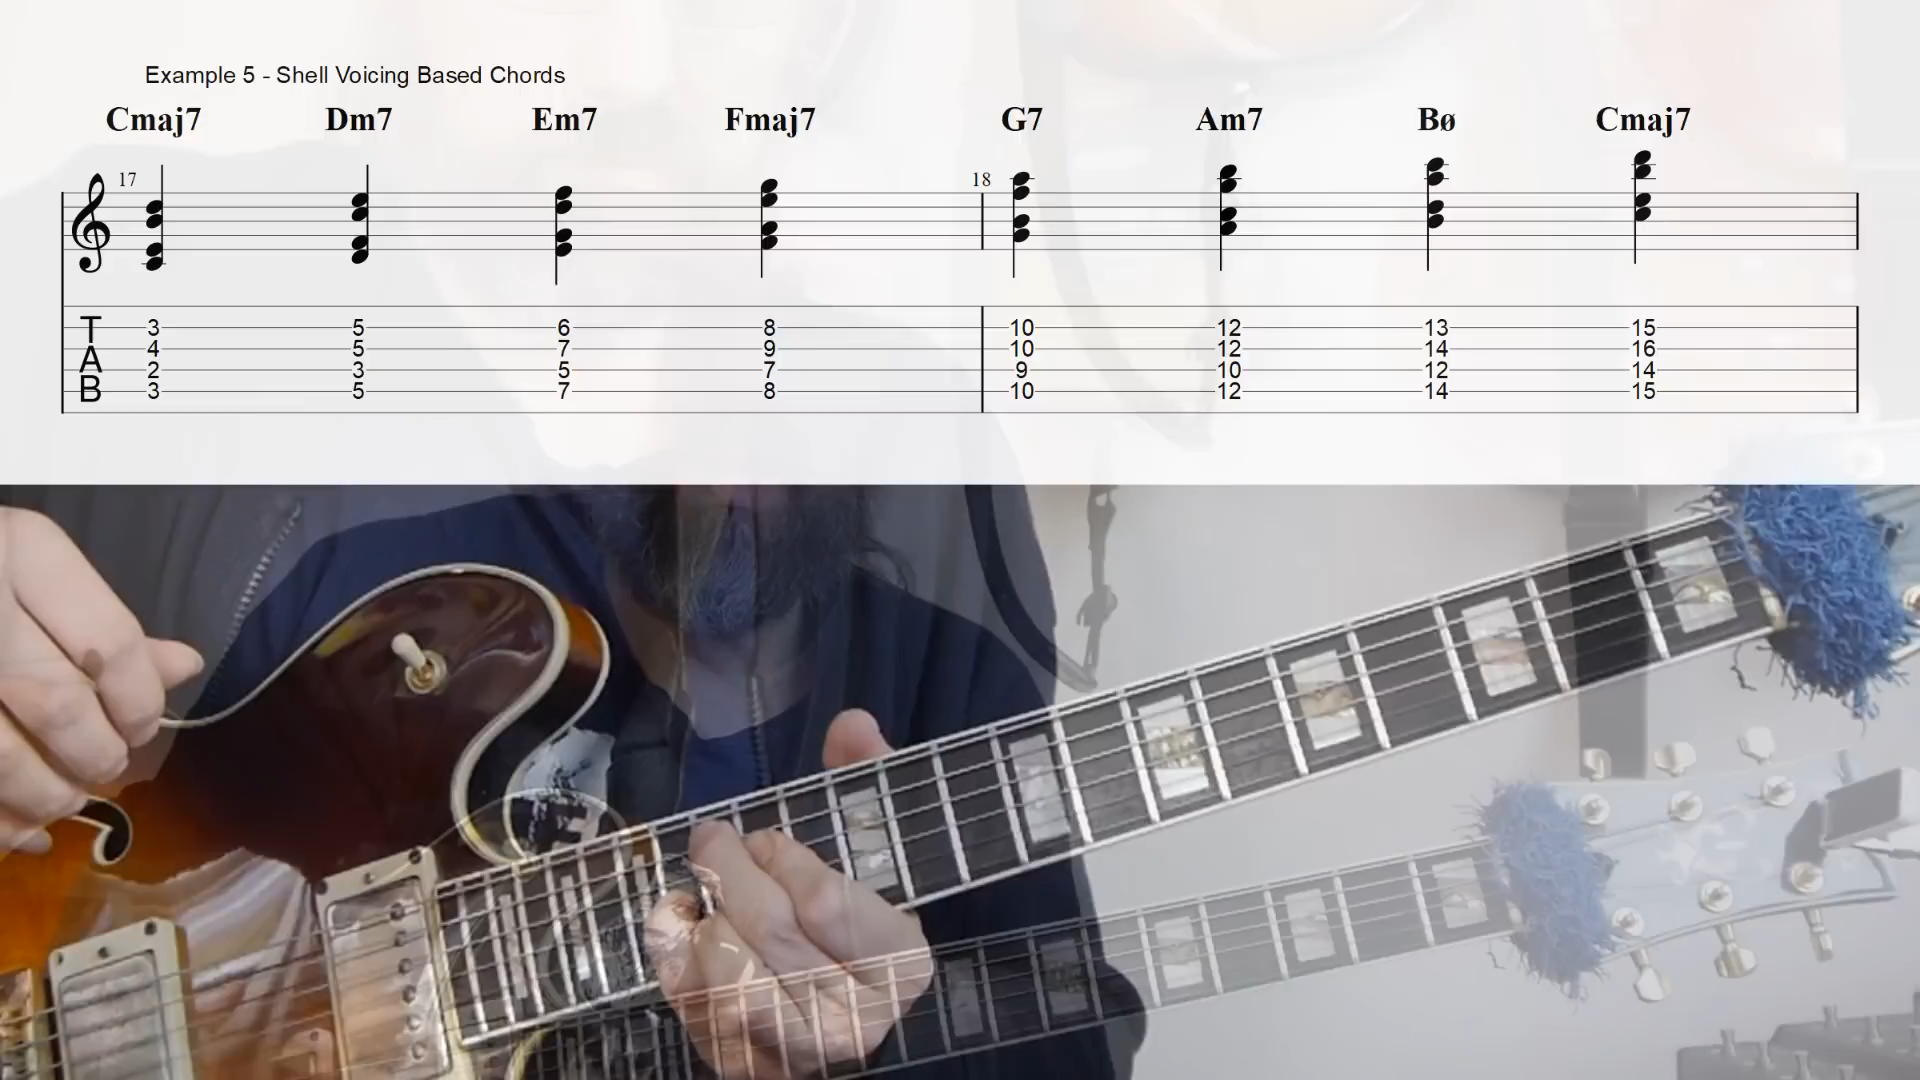 Example 5 - Shell Voicing Based Chords
Cmaj7 Dm7 Em7 Fmaj7 G7 Am7 Bø Cmaj7
17 18
T 3 5 6 8 10 12 13 15
A 4 5 7 9 10 12 14 16
2 3 5 7 9 10 12 14
B 3 5 7 8 10 12 14 15